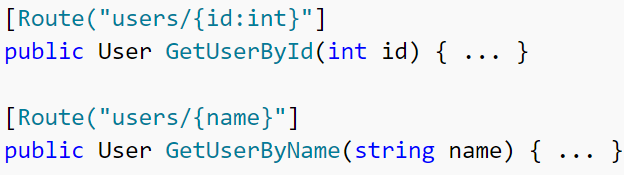 [Route("users/{id:int}"]
public User GetUserById(int id) { ... }
[Route("users/{name}"]
public User GetUserByName(string name) { ... }